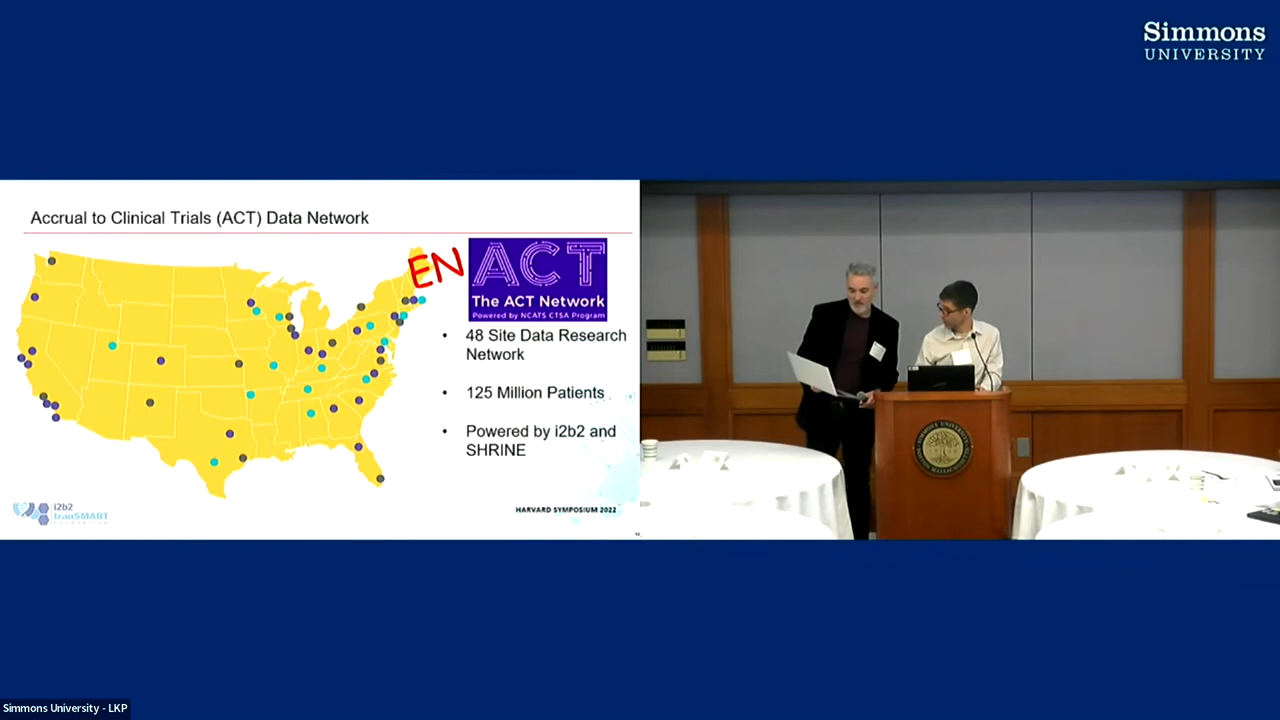 Simmons
UNIVERSITY
Accrual to Clinical Trials (ACT) Data Network
EN
ACT
The ACT Network
Powered by NCATS CTSA Program
• 48 Site Data Research
Network
• 125 Million Patients
• Powered by i2b2 and
SHRINE
i2b2
tranSMART
HARVARD SYMPOSIUM 2022
Simmons University - LKP